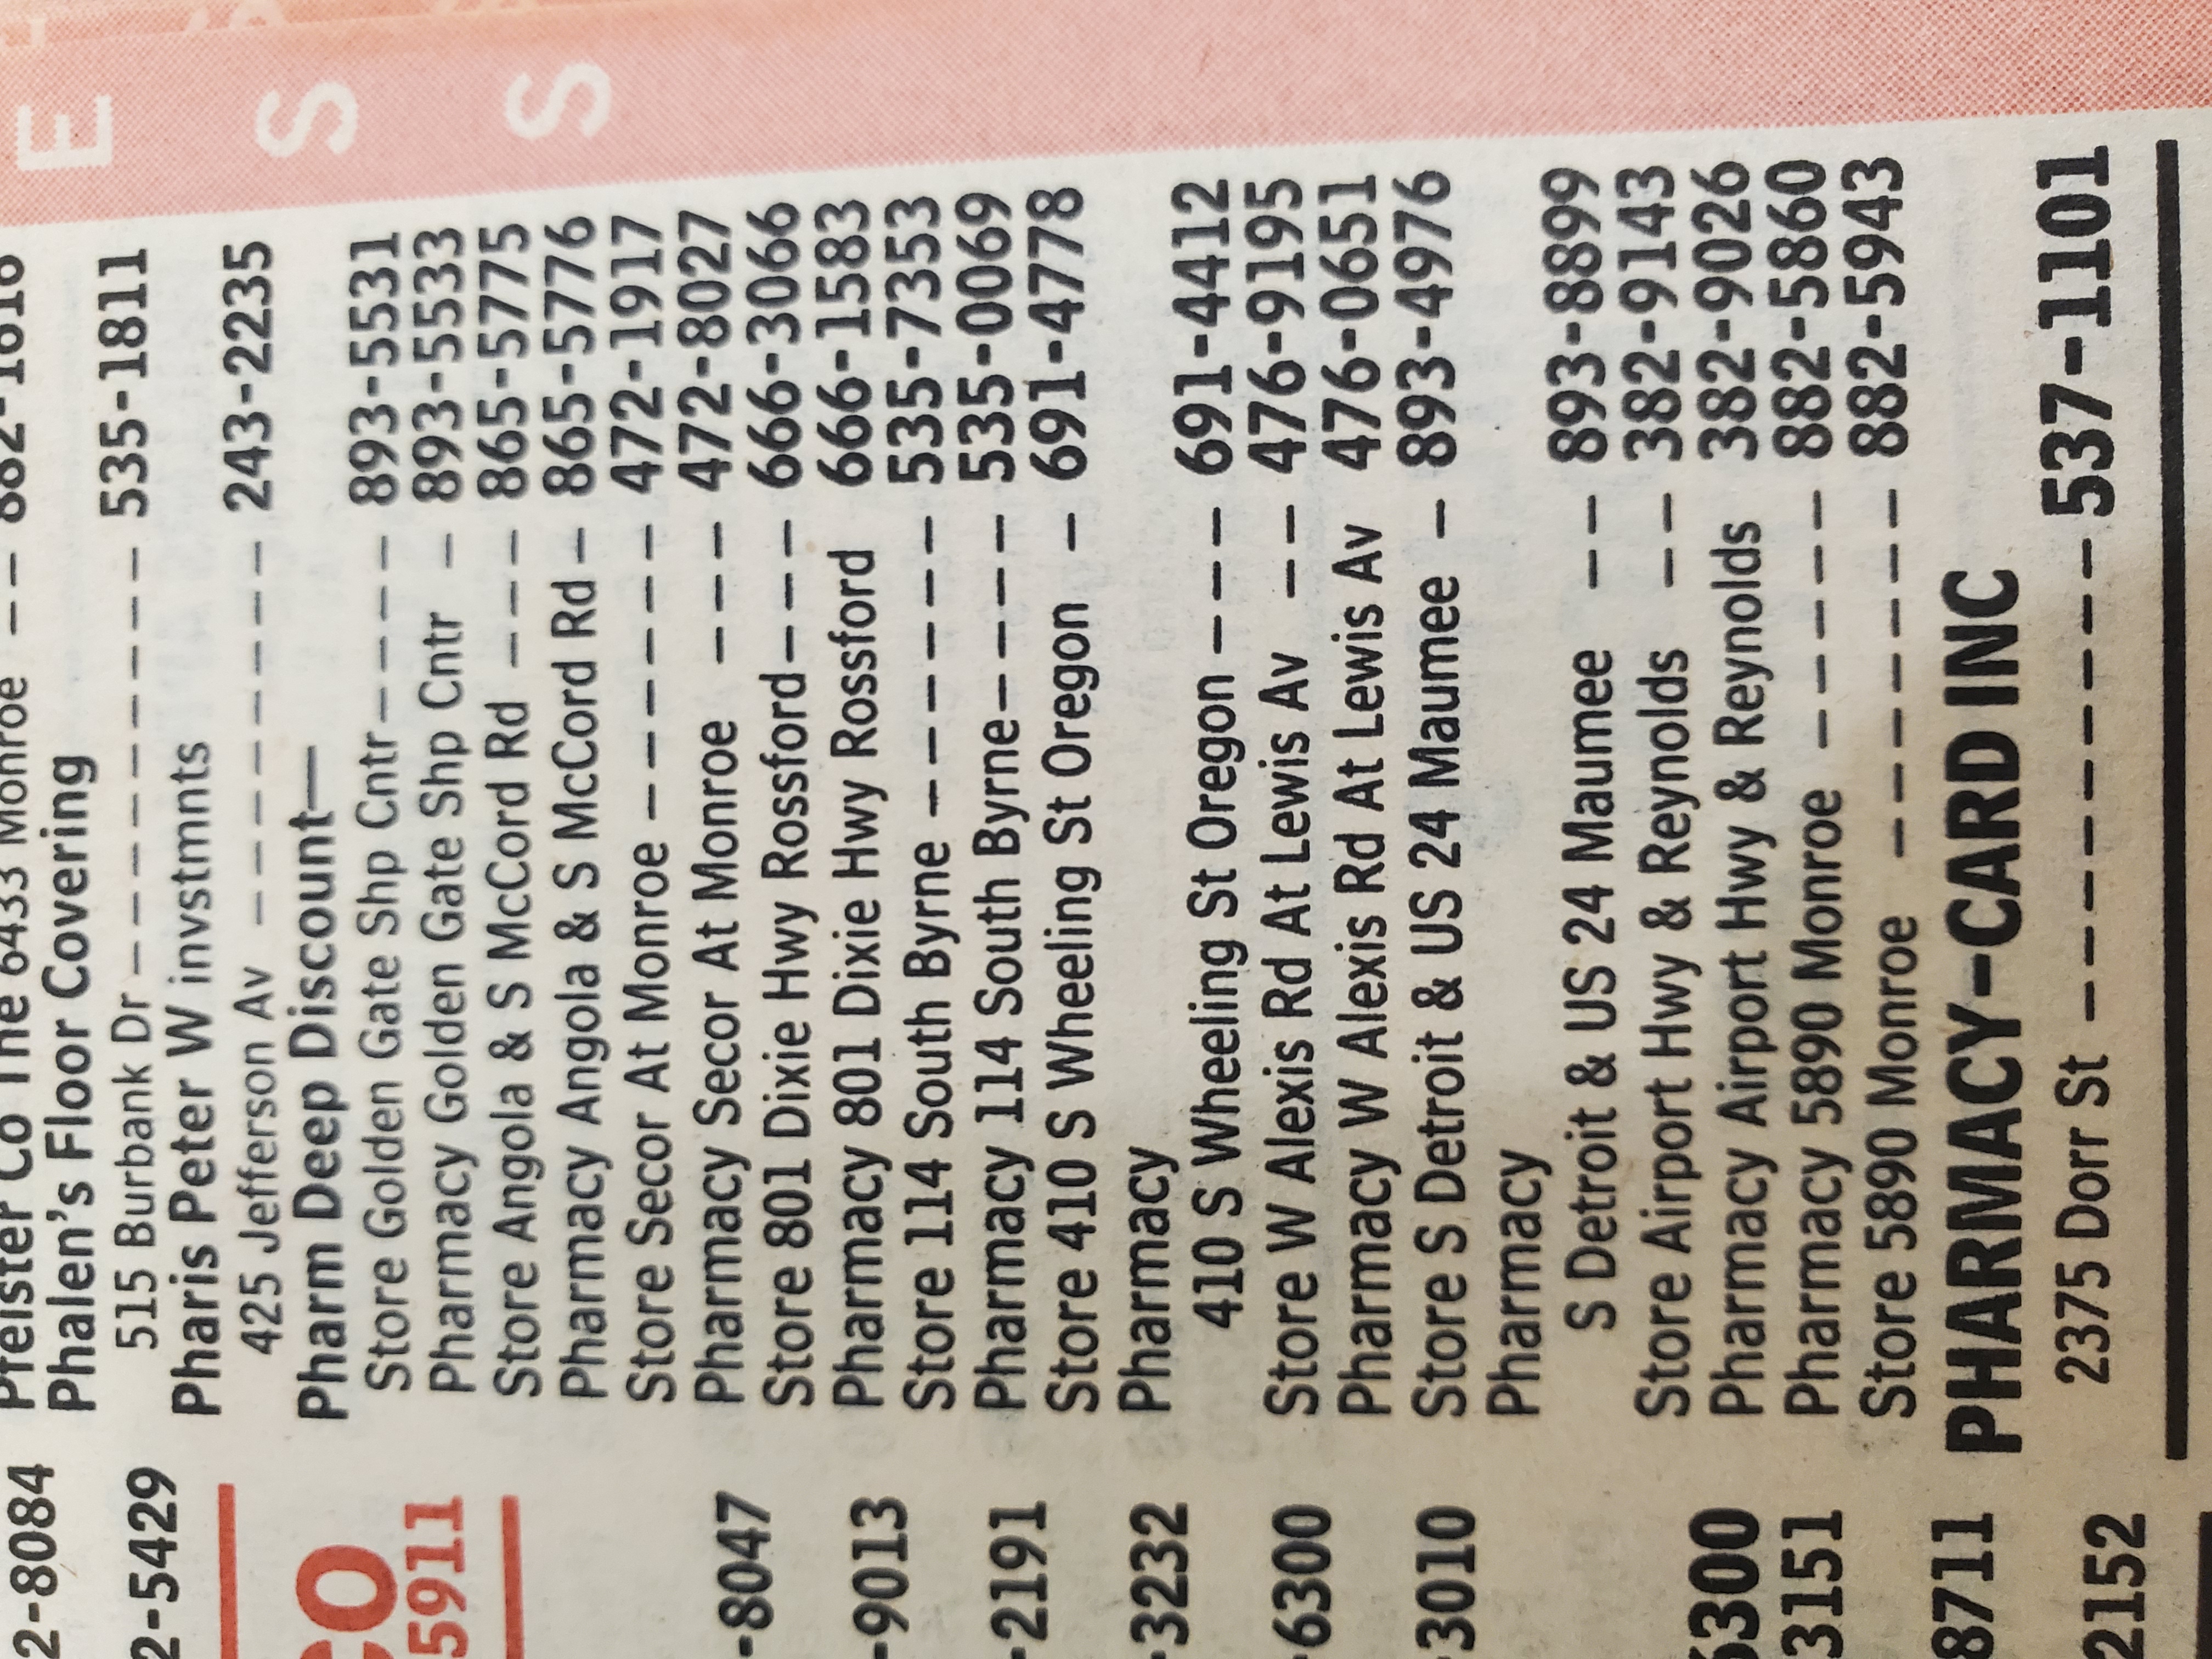 E
S
S
Pfeister Co The 6433 Monroe -- 882-1616
Phalen's Floor Covering
515 Burbank Dr---------- 535-1811
Pharis Peter W invstmnts
425 Jefferson Av --------- 243-2235
Pharm Deep Discount—
Store Golden Gate Shp Cntr----- 893-5531
Pharmacy Golden Gate Shp Cntr - 893-5533
Store Angola & S McCord Rd ---- 865-5775
Pharmacy Angola & S McCord Rd- 865-5776
Store Secor At Monroe ------- 472-1917
Pharmacy Secor At Monroe ---- 472-8027
Store 801 Dixie Hwy Rossford---- 666-3066
Pharmacy 801 Dixie Hwy Rossford 666-1583
Store 114 South Byrne ------- 535-7353
Pharmacy 114 South Byrne----- 535-0069
Store 410 S Wheeling St Oregon - 691-4778
Pharmacy
410 S Wheeling St Oregon ---- 691-4412
Store W Alexis Rd At Lewis Av -- 476-9195
Pharmacy W Alexis Rd At Lewis Av 476-0651
Store S Detroit & US 24 Maumee - 893-4976
Pharmacy
S Detroit & US 24 Maumee -- 893-8899
Store Airport Hwy & Reynolds -- 382-9143
Pharmacy Airport Hwy & Reynolds 382-9026
Pharmacy 5890 Monroe ------ 882-5860
Store 5890 Monroe -------- 882-5943
PHARMACY-CARD INC
2375 Dorr St ---------- 537-1101
2-8084
2-5429
CO
5911
-8047
-9013
-2191
-3232
-6300
-3010
6300
3151
8711
2152